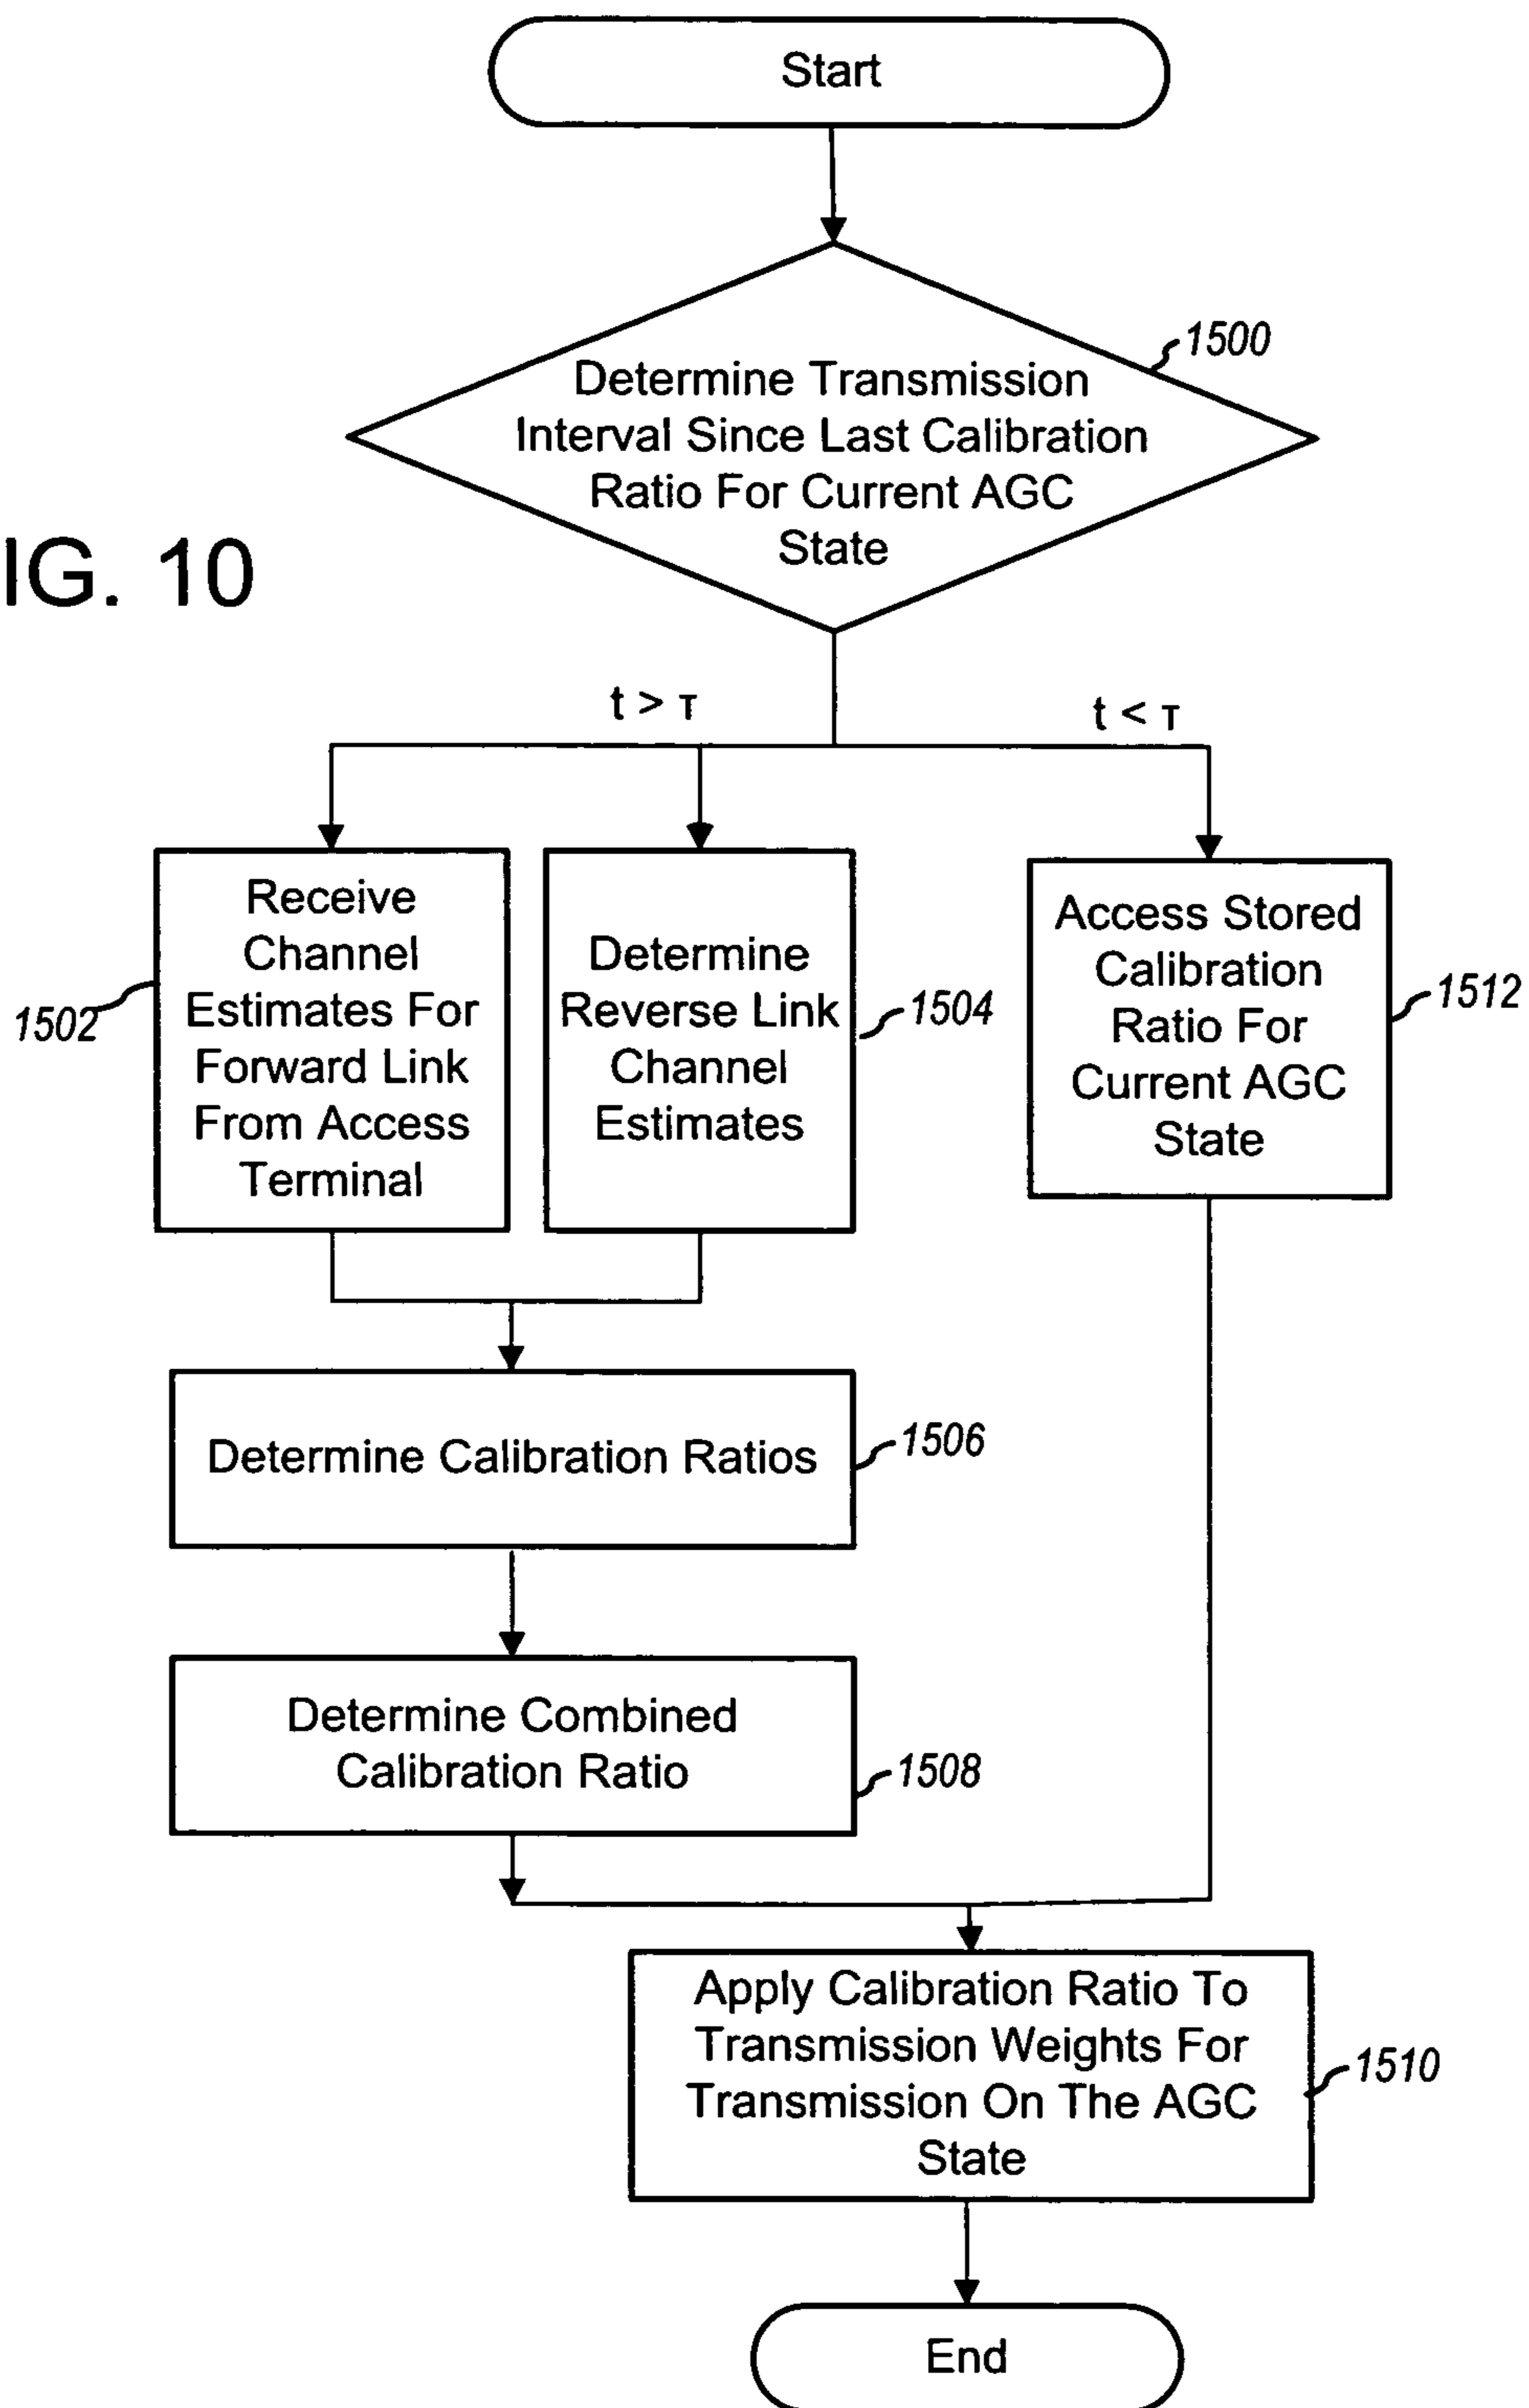 Start
1500
Determine Transmission
Interval Since Last Calibration
Ratio For Current AGC
State
IG. 10
t > τ
t < τ
Receive
Channel
Estimates For
Forward Link
From Access
Terminal
1502
Determine
Reverse Link
Channel
Estimates
1504
Access Stored
Calibration
Ratio For
Current AGC
State
1512
Determine Calibration Ratios
1506
Determine Combined
Calibration Ratio
1508
Apply Calibration Ratio To
Transmission Weights For
Transmission On The AGC
State
1510
End